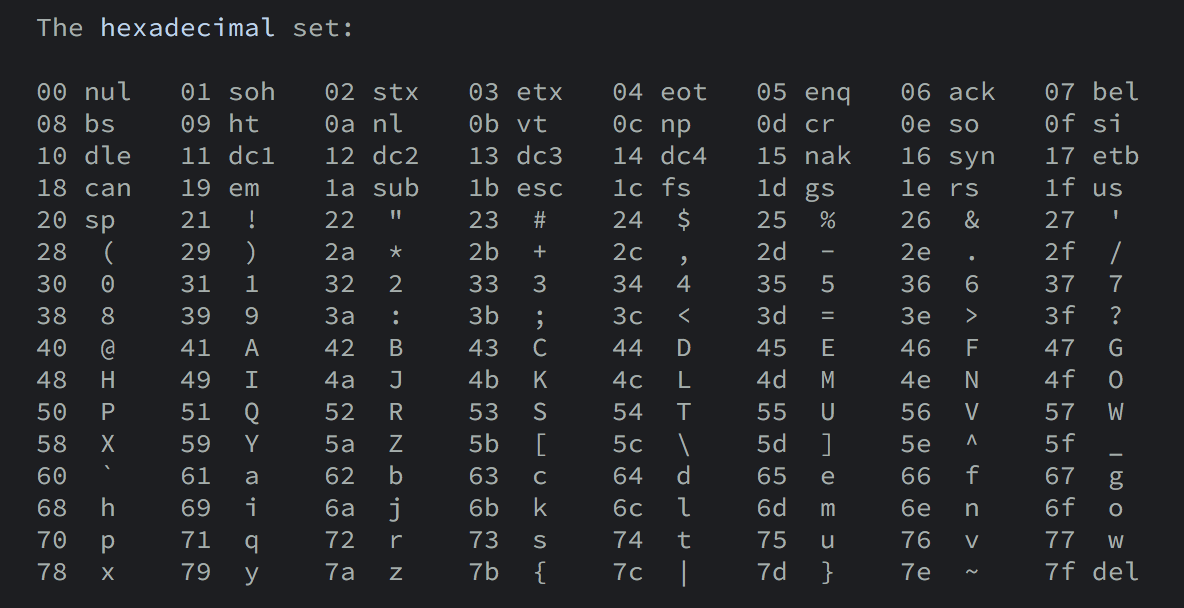 The hexadecimal set:
00 nul   01 soh   02 stx   03 etx   04 eot   05 enq   06 ack   07 bel
08 bs    09 ht    0a nl    0b vt    0c np    0d cr    0e so    0f si
10 dle   11 dc1   12 dc2   13 dc3   14 dc4   15 nak   16 syn   17 etb
18 can   19 em    1a sub   1b esc   1c fs    1d gs    1e rs    1f us
20 sp    21  !    22  "    23  #    24  $    25  %    26  &    27  '
28  (    29  )    2a  *    2b  +    2c  ,    2d  -    2e  .    2f  /
30  0    31  1    32  2    33  3    34  4    35  5    36  6    37  7
38  8    39  9    3a  :    3b  ;    3c  <    3d  =    3e  >    3f  ?
40  @    41  A    42  B    43  C    44  D    45  E    46  F    47  G
48  H    49  I    4a  J    4b  K    4c  L    4d  M    4e  N    4f  O
50  P    51  Q    52  R    53  S    54  T    55  U    56  V    57  W
58  X    59  Y    5a  Z    5b  [    5c  \    5d  ]    5e  ^    5f  _
60  `    61  a    62  b    63  c    64  d    65  e    66  f    67  g
68  h    69  i    6a  j    6b  k    6c  l    6d  m    6e  n    6f  o
70  p    71  q    72  r    73  s    74  t    75  u    76  v    77  w
78  x    79  y    7a  z    7b  {    7c  |    7d  }    7e  ~    7f del